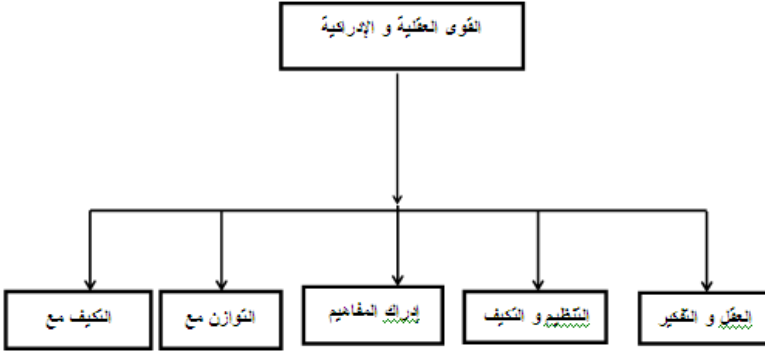 القوى العقلية و الإدراكية
العقل و التفكير
التنظيم و التكيف
إدراك المفاهيم
التوازن مع
التكيف مع